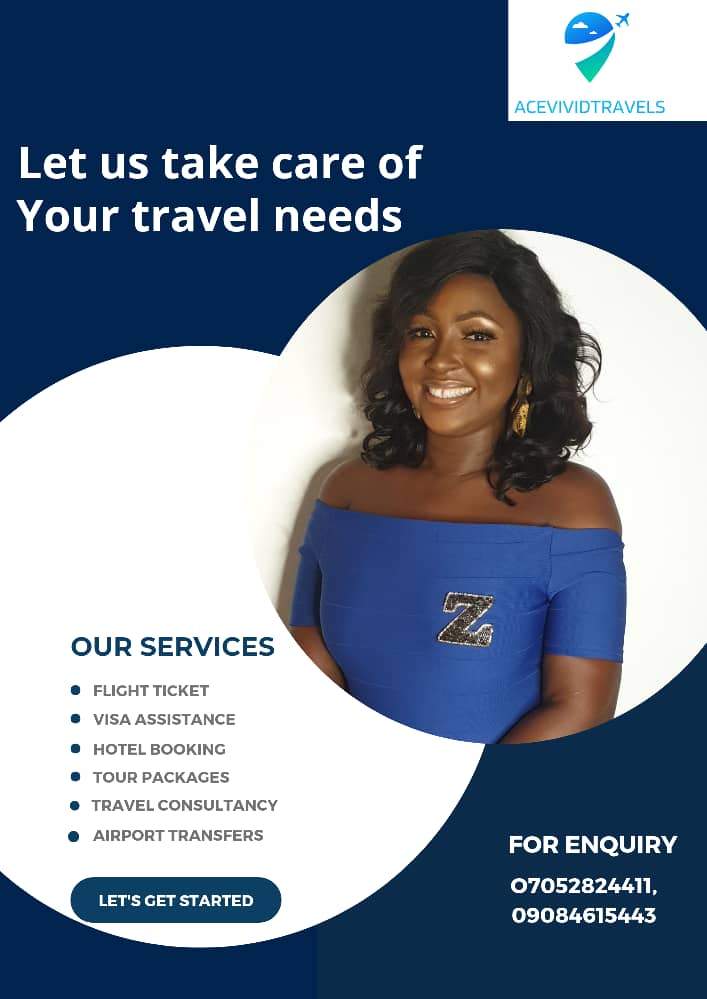 ACEVIVIDTRAVELS
Let us take care of
Your travel needs
Z
OUR SERVICES
FLIGHT TICKET
VISA ASSISTANCE
HOTEL BOOKING
TOUR PACKAGES
TRAVEL CONSULTANCY
AIRPORT TRANSFERS
LET'S GET STARTED
FOR ENQUIRY
O7052824411,
09084615443